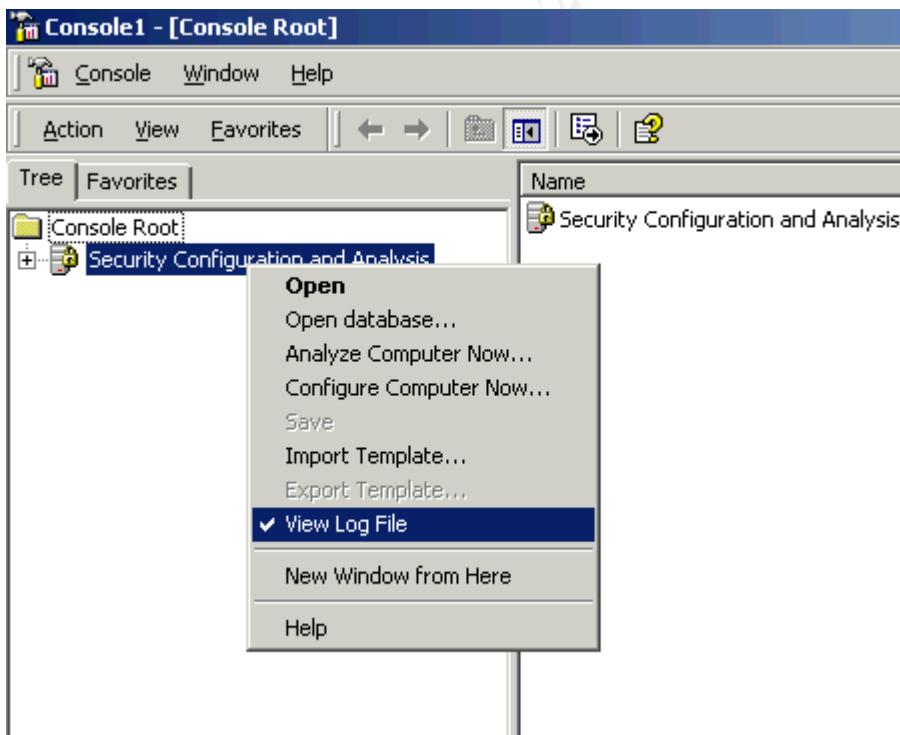 Console1 - [Console Root]
Console Window Help
Action View Favorites
Tree Favorites
Name
Console Root
Security Configuration and Analysis
Security Configuration and Analysis
Open
Open database...
Analyze Computer Now...
Configure Computer Now...
Save
Import Template...
Export Template...
View Log File
New Window from Here
Help